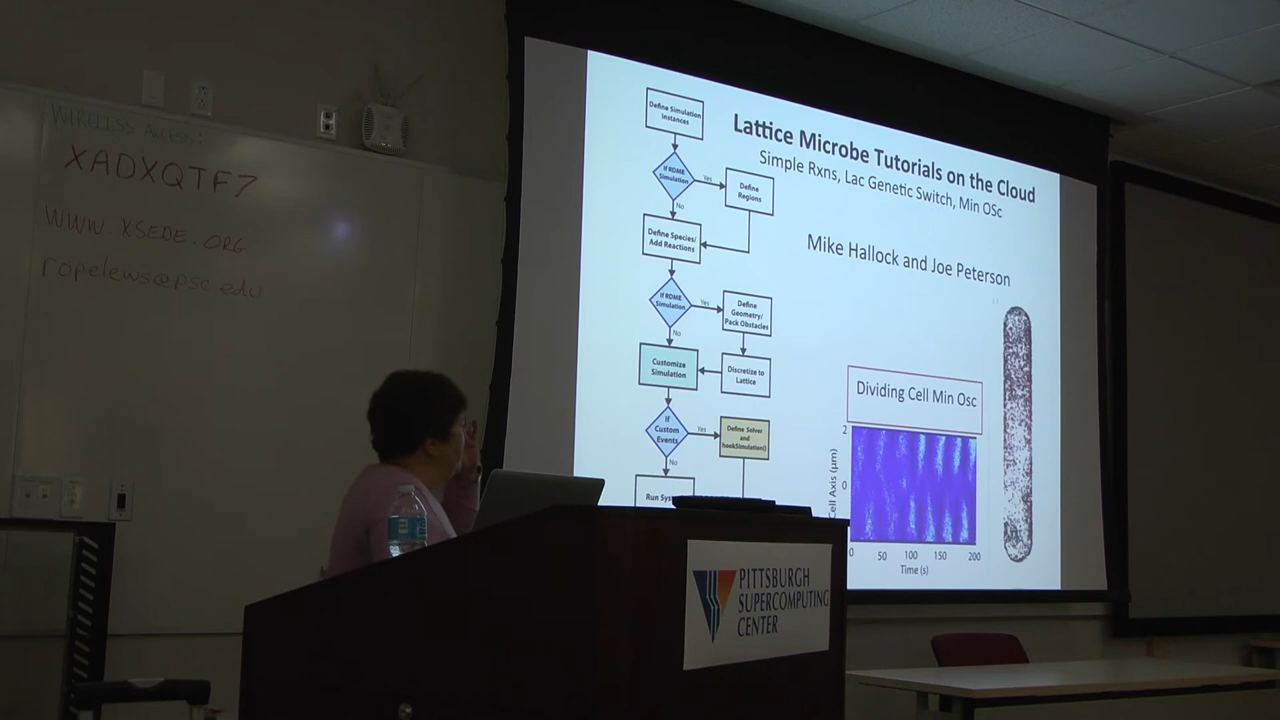 WIRELESS ACCESS:
XADXQTF7
WWW.XSEDE.ORG
ropelews@psc.edu
Lattice Microbe Tutorials on the Cloud
Simple Rxns, Lac Genetic Switch, Min OSc
Mike Hallock and Joe Peterson
Define Simulation
Instances
If RDME
Simulation
Yes
Define
Regions
No
Define Species/
Add Reactions
If RDME
Simulation
Yes
Define
Geometry/
Pack Obstacles
No
Customize
Simulation
Discretize to
Lattice
If
Custom
Events
Yes
Define Solver
and
hookSimulation()
No
Run Sys
Dividing Cell Min Osc
2
0
Cell Axis (μm)
0 50 100 150 200
Time (s)
PITTSBURGH
SUPERCOMPUTING
CENTER